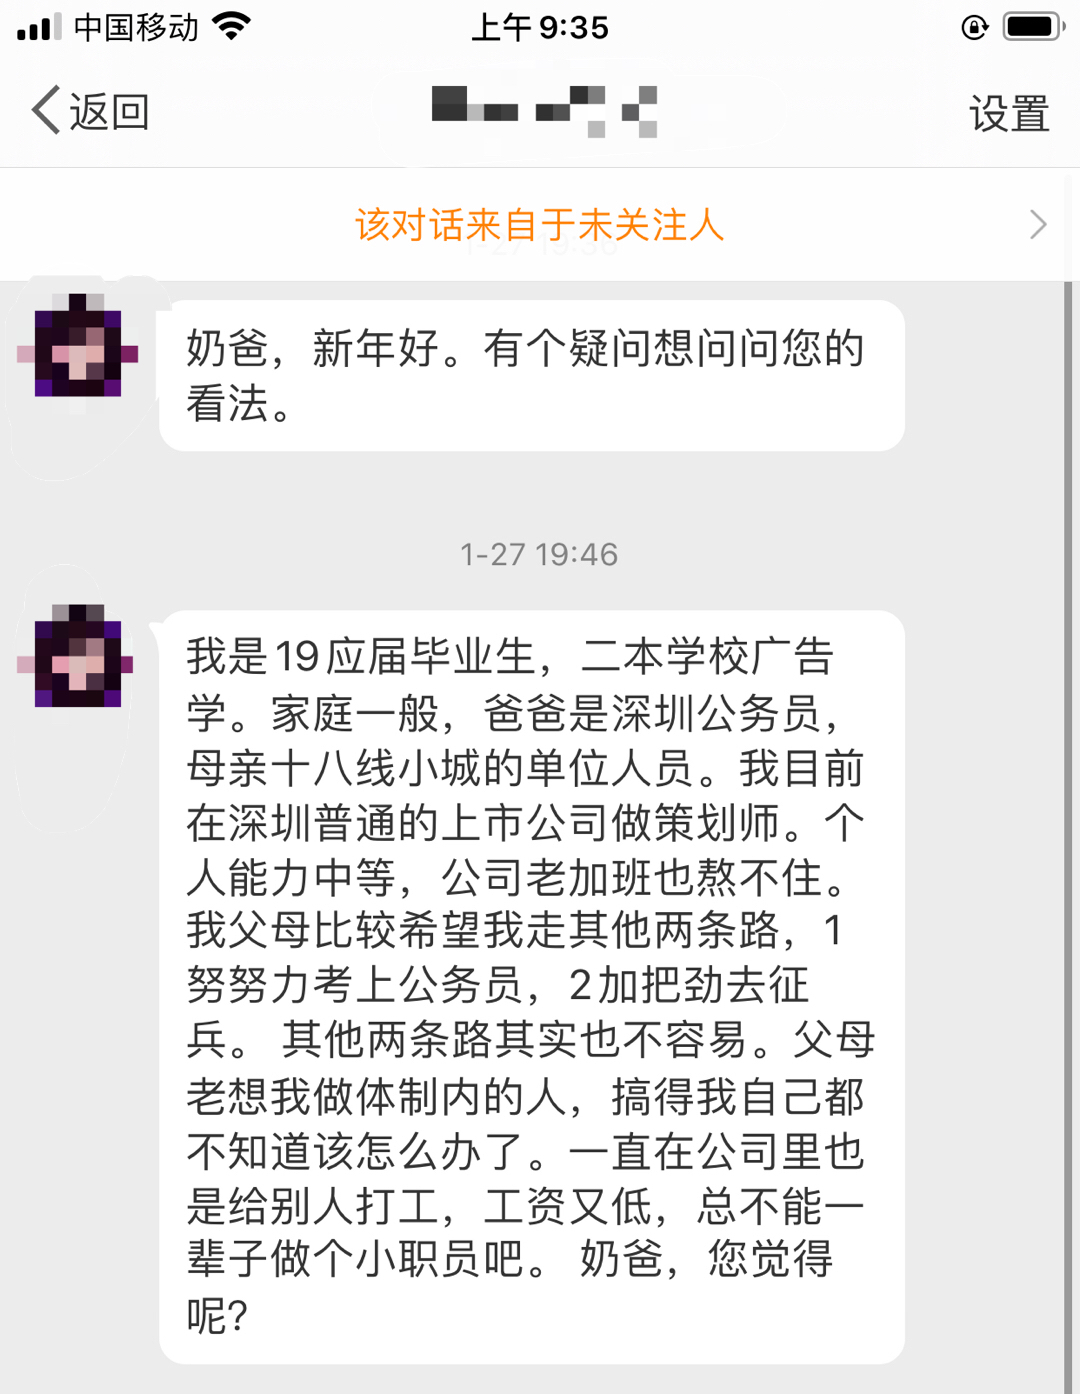 中国移动
上午9:35
返回
设置
该对话来自于未关注人
奶爸，新年好。有个疑问想问问您的
看法。
1-27 19:46
我是19应届毕业生，二本学校广告
学。家庭一般，爸爸是深圳公务员，
母亲十八线小城的单位人员。我目前
在深圳普通的上市公司做策划师。个
人能力中等，公司老加班也熬不住。
我父母比较希望我走其他两条路，1
努努力考上公务员，2加把劲去征
兵。 其他两条路其实也不容易。父母
老想我做体制内的人，搞得我自己都
不知道该怎么办了。一直在公司里也
是给别人打工，工资又低，总不能一
辈子做个小职员吧。 奶爸，您觉得
呢?